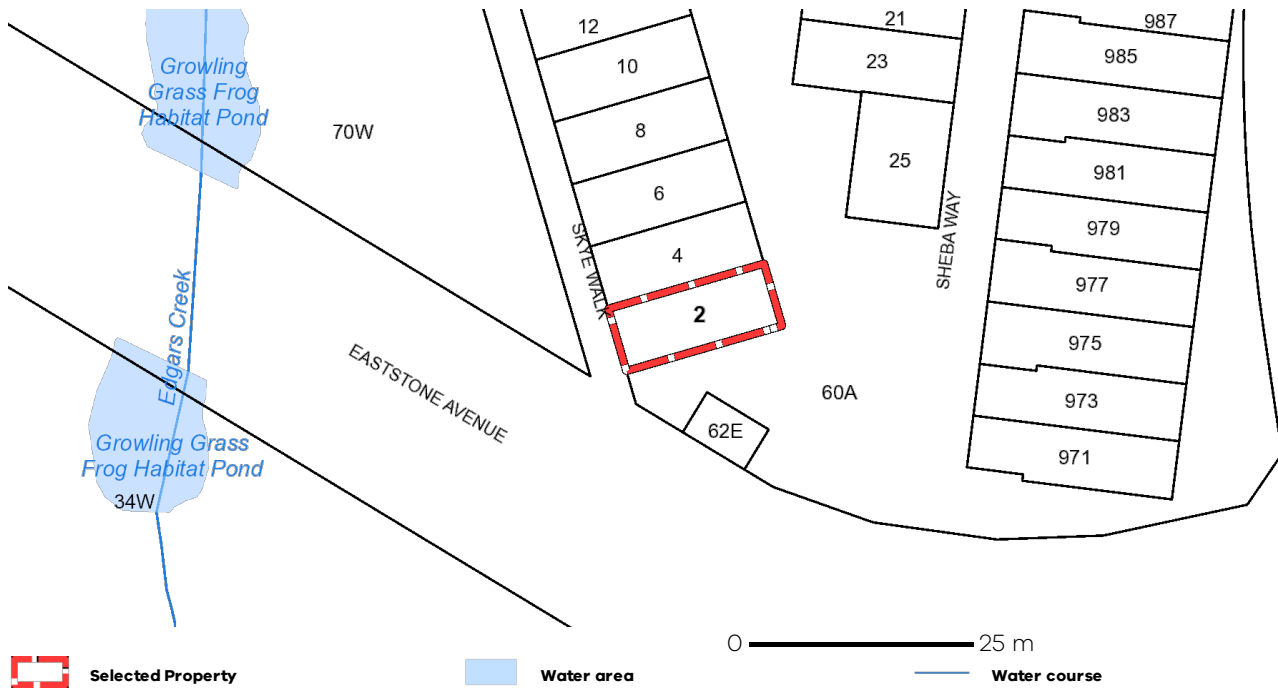 12
21
987
10
23
985
Growling
Grass Frog
Habitat Pond
70W
8
983
25
981
6
979
SKYE WALK
4
SHEBA WAY
977
2
975
Edgars Creek
EASTSTONE AVENUE
60A
973
62E
971
Growling Grass
Frog Habitat Pond
34W
0 25 m
Selected Property
Water area
Water course